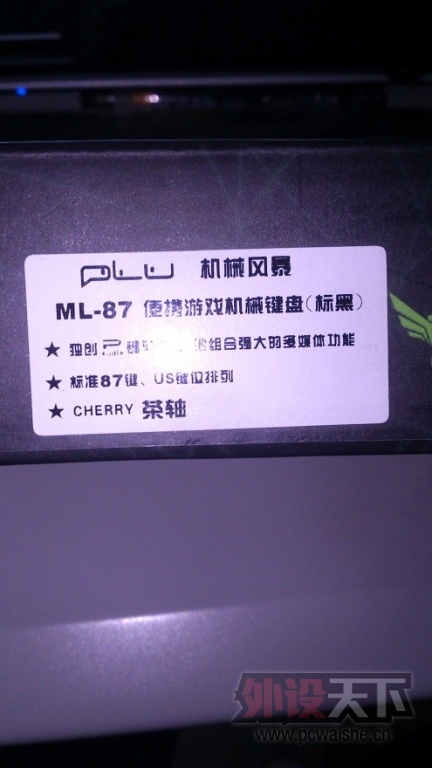 PLU 机械风暴
ML-87 便携游戏机械键盘(标黑)
★ 独创 组合强大的多媒体功能
★ 标准87键、US键位排列
★ CHERRY 茶轴
外设天下
www.pcwaishe.cn